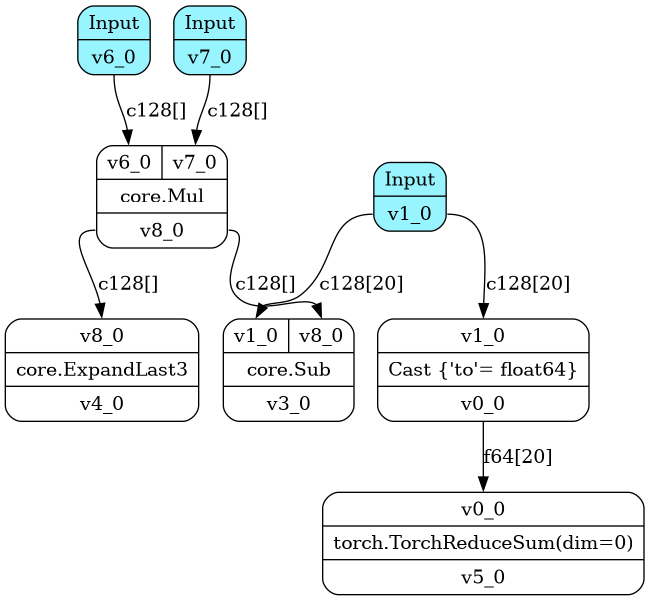 Input
v6_0
Input
v7_0
c128[]
c128[]
v6_0
v7_0
core.Mul
v8_0
Input
v1_0
c128[]
c128[]
c128[20]
c128[20]
v8_0
core.ExpandLast3
v4_0
v1_0
v8_0
core.Sub
v3_0
v1_0
Cast {'to'= float64}
v0_0
f64[20]
v0_0
torch.TorchReduceSum(dim=0)
v5_0